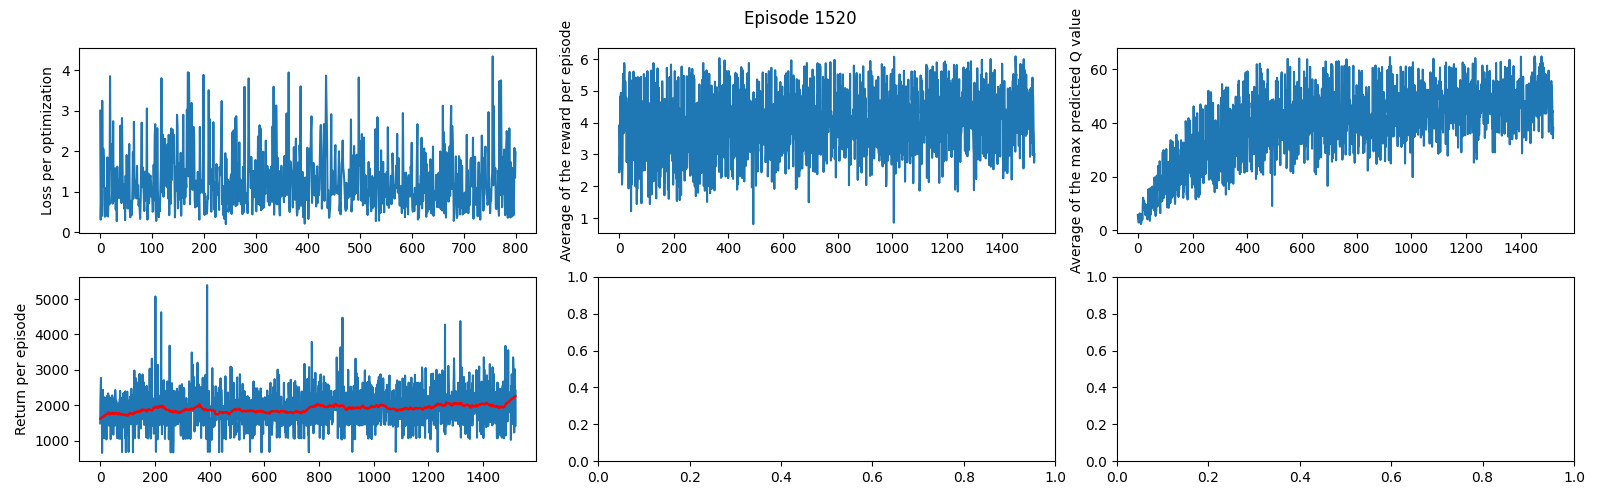 Episode 1520
Loss per optimization
4
3
2
1
0
0 100 200 300 400 500 600 700 800
Average of the reward per episode
6
5
4
3
2
1
0 200 400 600 800 1000 1200 1400
Average of the max predicted Q value
60
40
20
0
0 200 400 600 800 1000 1200 1400
Return per episode
5000
4000
3000
2000
1000
0 200 400 600 800 1000 1200 1400
1.0
0.8
0.6
0.4
0.2
0.0
0.0 0.2 0.4 0.6 0.8 1.0
1.0
0.8
0.6
0.4
0.2
0.0
0.0 0.2 0.4 0.6 0.8 1.0